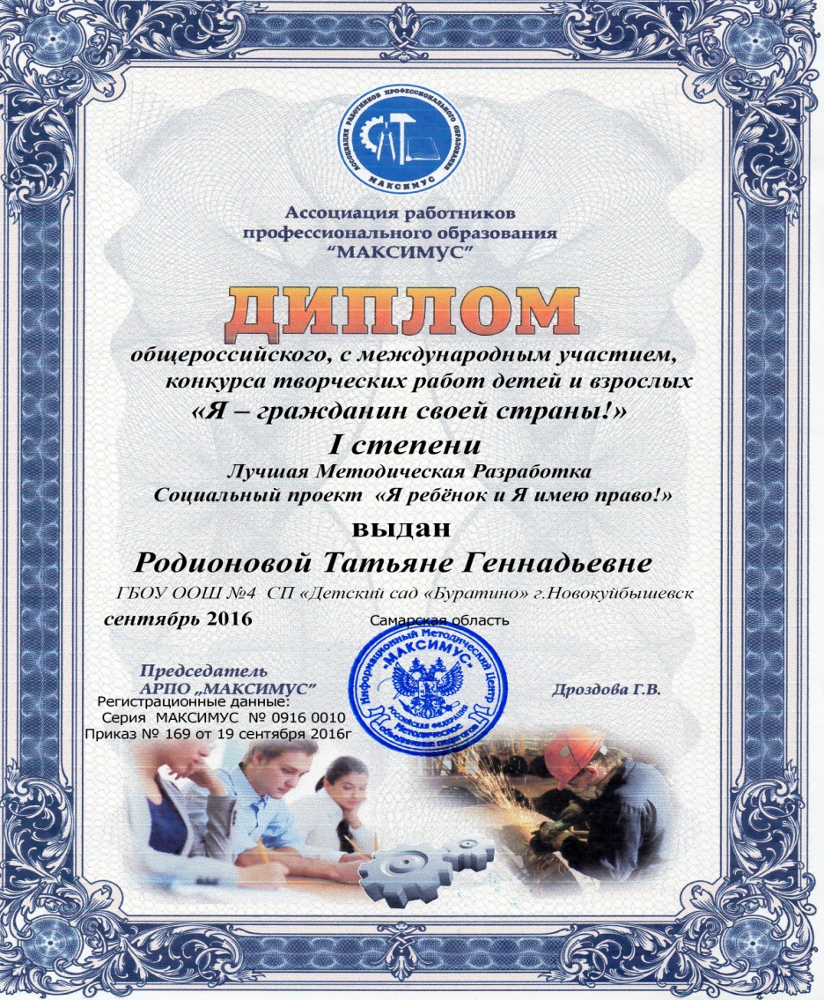 АССОЦИАЦИЯ РАБОТНИКОВ ПРОФЕССИОНАЛЬНОГО ОБРАЗОВАНИЯ
МАКСИМУС
Ассоциация работников
профессионального образования
“МАКСИМУС”
ДИПЛОМ
общероссийского, с международным участием,
конкурса творческих работ детей и взрослых
«Я – гражданин своей страны!»
I степени
Лучшая Методическая Разработка
Социальный проект «Я ребёнок и Я имею право!»
выдан
Родионовой Татьяне Геннадьевне
ГБОУ ООШ №4 СП «Детский сад «Буратино» г.Новокуйбышевск
сентябрь 2016 Самарская область
Информационный Методический Центр
«МАКСИМУС»
РОССИЙСКАЯ ФЕДЕРАЦИЯ
Методическое
объединение педагогов
Председатель
АРПО „МАКСИМУС” Дроздова Г.В.
Регистрационные данные:
Серия МАКСИМУС № 0916 0010
Приказ № 169 от 19 сентября 2016г